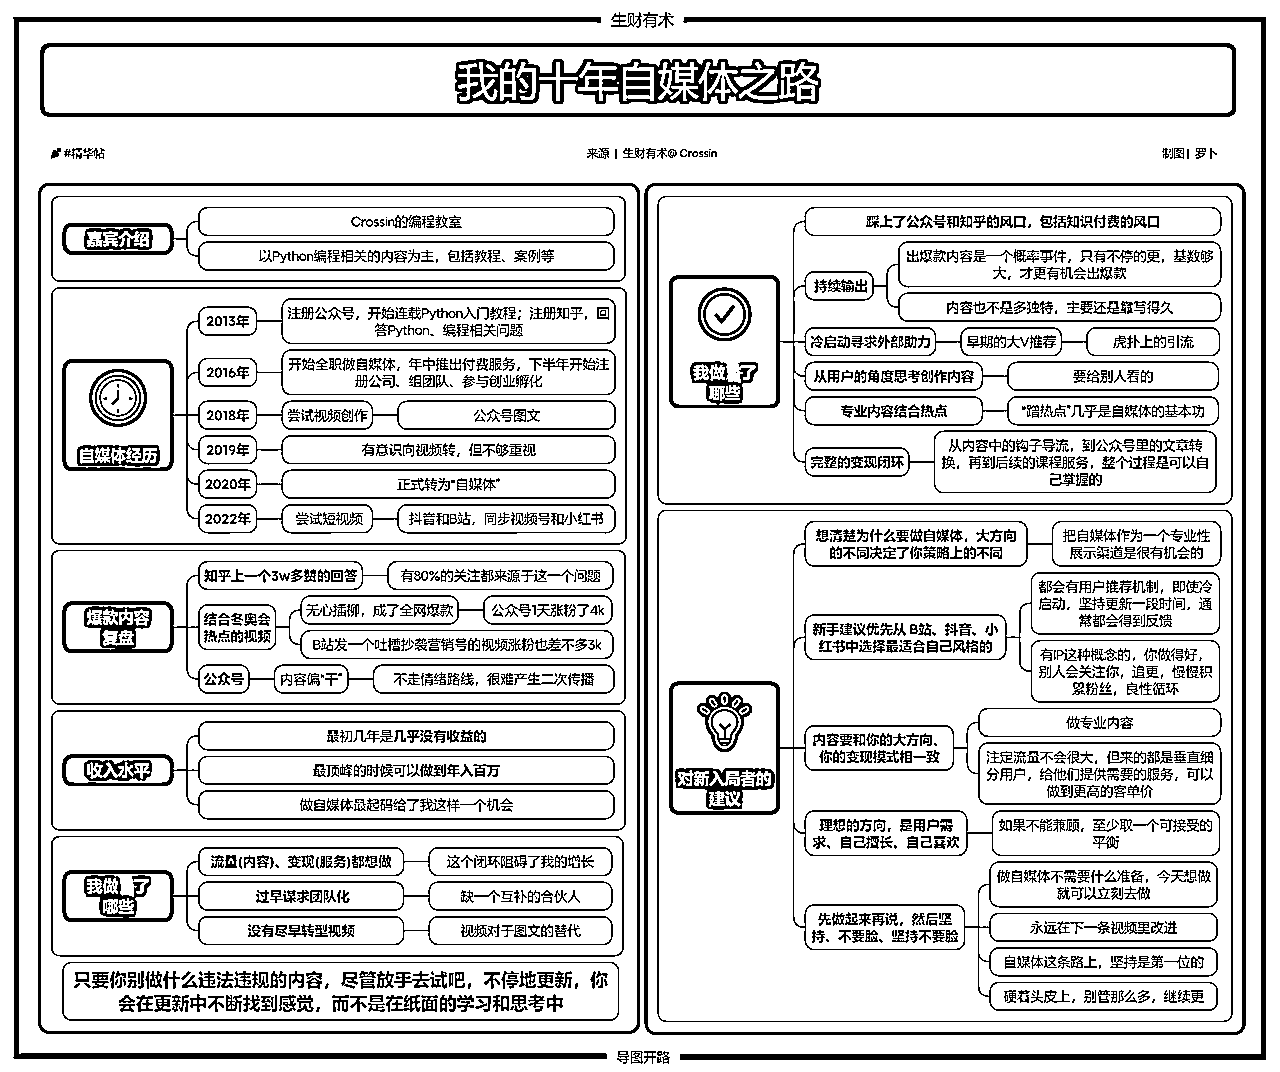 生财有术
我的十年自媒体之路
#精华帖
来源 | 生财有术@ Crossin
制图 | 罗卜
嘉宾介绍
Crossin的编程教室
以Python编程相关的内容为主，包括教程、案例等
自媒体经历
2013年
注册公众号，开始连载Python入门教程；注册知乎，回
答Python、编程相关问题
2016年
开始全职做自媒体，年中推出付费服务，下半年开始注
册公司、组团队、参与创业孵化
2018年
尝试视频创作
公众号图文
2019年
有意识向视频转，但不够重视
2020年
正式转为“自媒体”
2022年
尝试短视频
抖音和B站，同步视频号和小红书
爆款内容
复盘
知乎上一个3w多赞的回答
有80%的关注都来源于这一个问题
结合冬奥会
热点的视频
无心插柳，成了全网爆款
公众号1天涨粉了4k
B站发一个吐槽抄袭营销号的视频涨粉也差不多3k
公众号
内容偏“干”
不走情绪路线，很难产生二次传播
收入水平
最初几年是几乎没有收益的
最顶峰的时候可以做到年入百万
做自媒体最起码给了我这样一个机会
我做 了
哪些
流量(内容)、变现(服务)都想做
这个闭环阻碍了我的增长
过早谋求团队化
缺一个互补的合伙人
没有尽早转型视频
视频对于图文的替代
只要你别做什么违法违规的内容，尽管放手去试吧，不停地更新，你
会在更新中不断找到感觉，而不是在纸面的学习和思考中
我做 了
哪些
踩上了公众号和知乎的风口，包括知识付费的风口
持续输出
出爆款内容是一个概率事件，只有不停的更，基数够
大，才更有机会出爆款
内容也不是多独特，主要还是靠写得久
冷启动寻求外部助力
早期的大V推荐
虎扑上的引流
从用户的角度思考创作内容
要给别人看的
专业内容结合热点
“蹭热点”几乎是自媒体的基本功
完整的变现闭环
从内容中的钩子导流，到公众号里的文章转
换，再到后续的课程服务，整个过程是可以自
己掌握的
对新入局者的
建议
想清楚为什么要做自媒体，大方向
的不同决定了你策略上的不同
把自媒体作为一个专业性
展示渠道是很有机会的
新手建议优先从 B站、抖音、小
红书中选择最适合自己风格的
都会有用户推荐机制，即使冷
启动，坚持更新一段时间，通
常都会得到反馈
有IP这种概念的，你做得好，
别人会关注你，追更，慢慢积
累粉丝，良性循环
内容要和你的大方向、
你的变现模式相一致
做专业内容
注定流量不会很大，但来的都是垂直细
分用户，给他们提供需要的服务，可以
做到更高的客单价
理想的方向，是用户需
求、自己擅长、自己喜欢
如果不能兼顾，至少取一个可接受的
平衡
先做起来再说，然后坚
持、不要脸、坚持不要脸
做自媒体不需要什么准备，今天想做
就可以立刻去做
永远在下一条视频里改进
自媒体这条路上，坚持是第一位的
硬着头皮上，别管那么多，继续更
导图开路